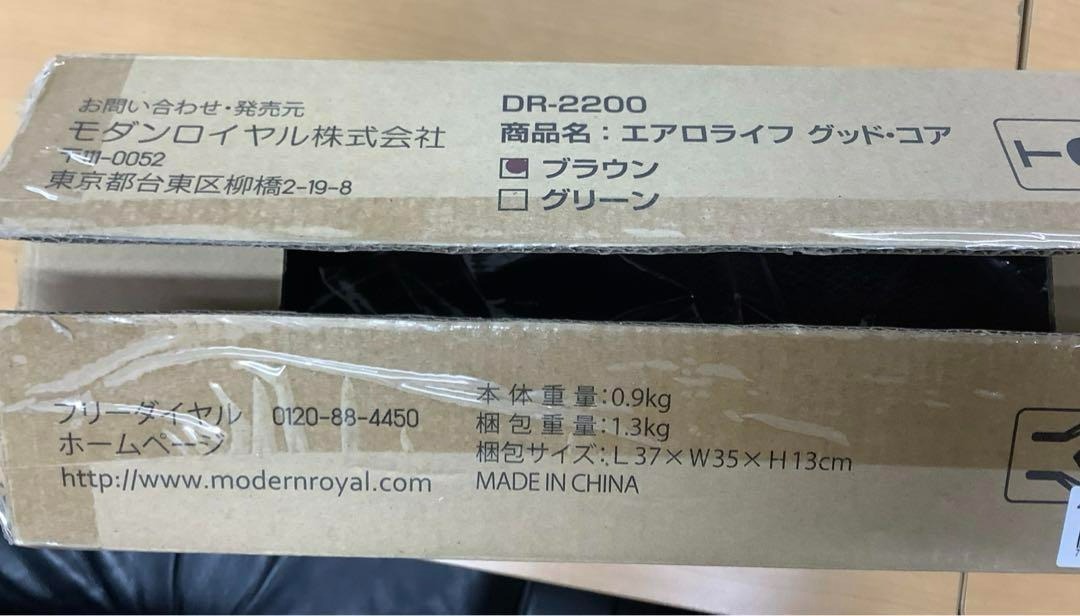 お問い合わせ・発売元
モダンロイヤル株式会社
〒111-0052
東京都台東区柳橋2-19-8
DR-2200
商品名：エアロライフ グッド・コア
ブラウン
グリーン
フリーダイヤル 0120-88-4450
ホームページ
http://www.modernroyal.com
本体重量：0.9kg
梱包重量：1.3kg
梱包サイズ：L 37×W35×H13cm
MADE IN CHINA